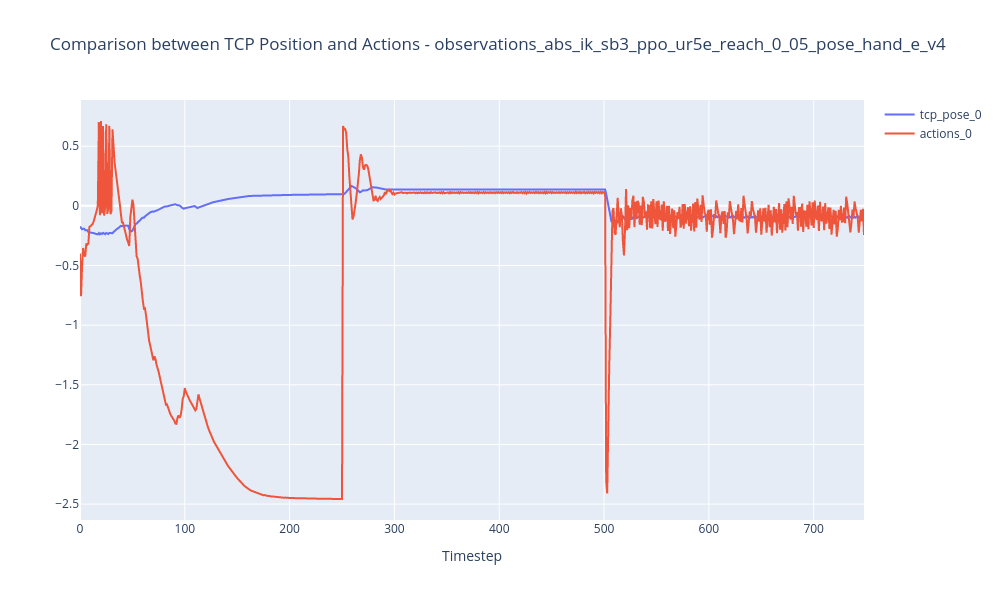 Comparison between TCP Position and Actions - observations_abs_ik_sb3_ppo_ur5e_reach_0_05_pose_hand_e_v4
tcp_pose_0
actions_0
0.5
0
−0.5
−1
−1.5
−2
−2.5
0 100 200 300 400 500 600 700
Timestep